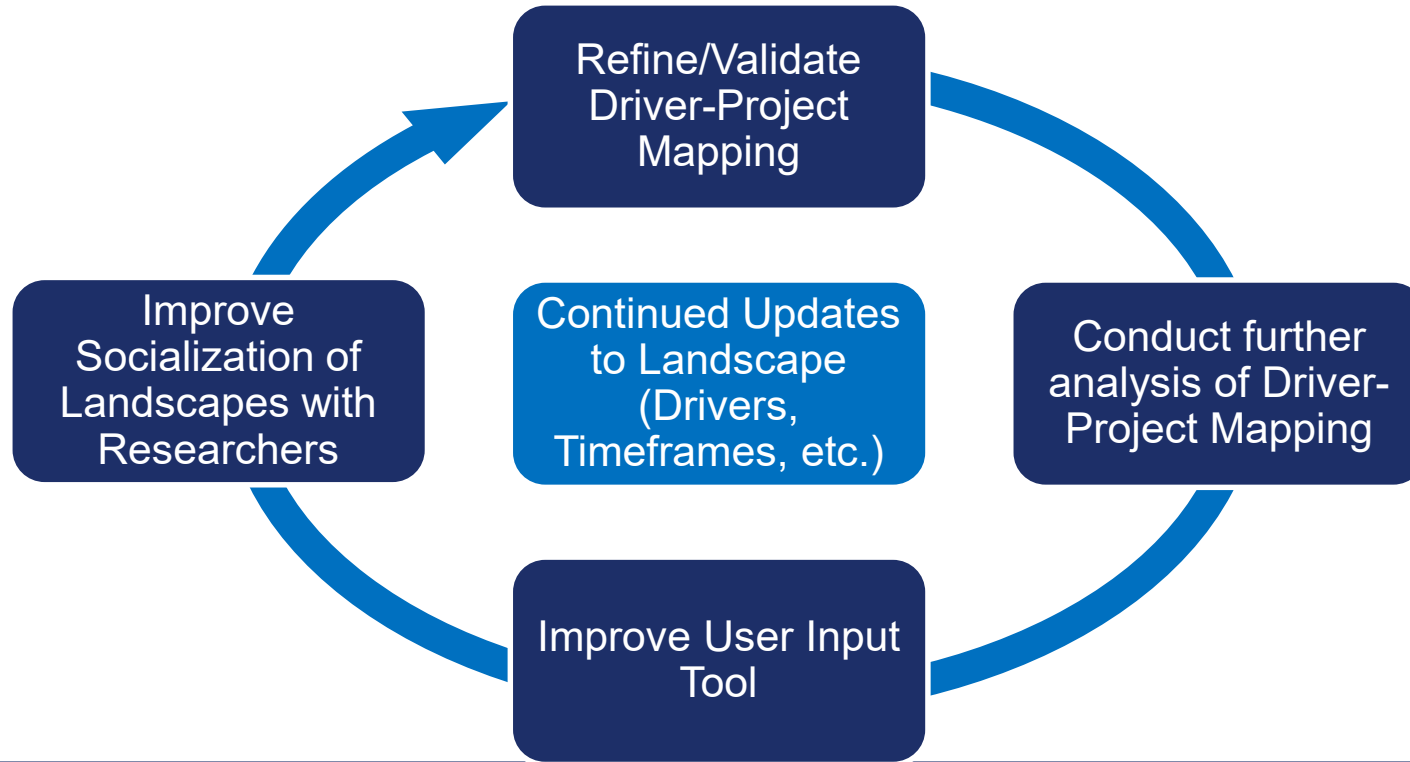 Refine/Validate
Driver-Project
Mapping
Improve
Socialization of
Landscapes with
Researchers
Continued Updates
to Landscape
(Drivers,
Timeframes, etc.)
Conduct further
analysis of Driver-
Project Mapping
Improve User Input
Tool